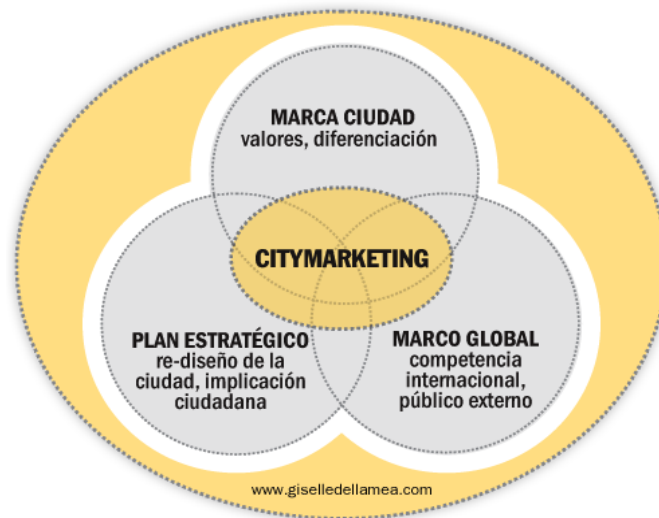 MARCA CIUDAD
valores, diferenciación
CITYMARKETING
PLAN ESTRATÉGICO
re-diseño de la
ciudad, implicación
ciudadana
MARCO GLOBAL
competencia
internacional,
público externo
www.giselledellamea.com